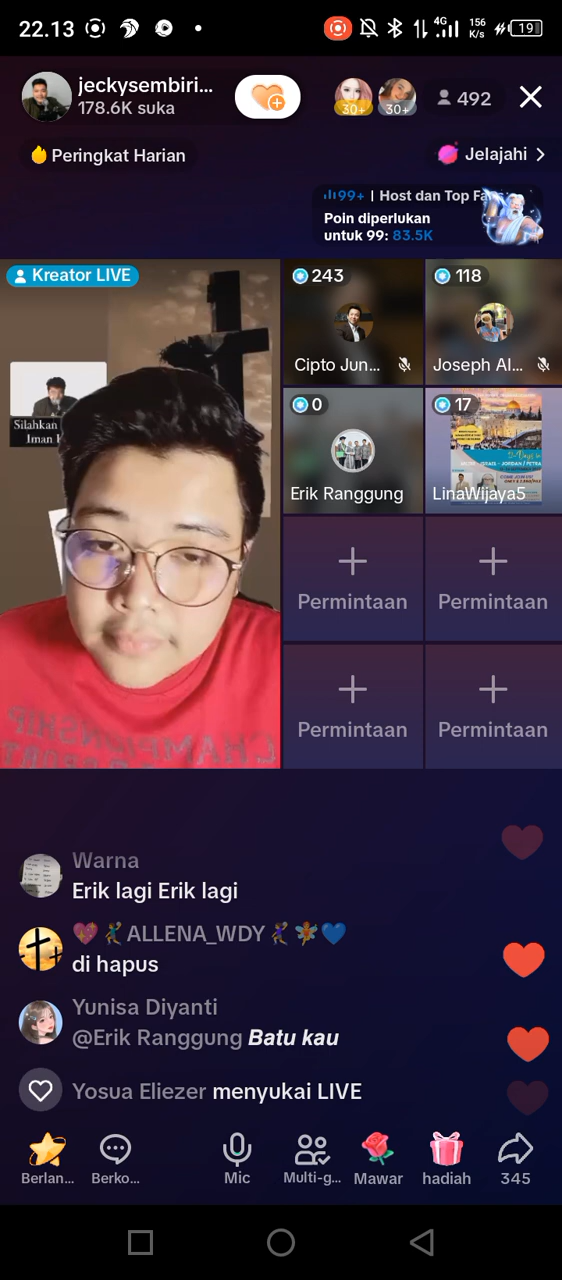 22.13
4G
156
K/s
19
jeckysembiri...
178.6K suka
30+
30+
492
Peringkat Harian
Jelajahi
99+ | Host dan Top Fa
Poin diperlukan
untuk 99: 83.5K
Kreator LIVE
243
118
Silahkan
Iman
Cipto Jun...
Joseph Al...
0
17
Erik Ranggung
LinaWijaya5
Permintaan
Permintaan
Permintaan
Permintaan
CHAMPIONSHIP
Warna
Erik lagi Erik lagi
ALLENA_WDY
di hapus
Yunisa Diyanti
@Erik Ranggung Batu kau
Yosua Eliezer menyukai LIVE
Berlan...
Berko...
Mic
Multi-g...
Mawar
hadiah
345